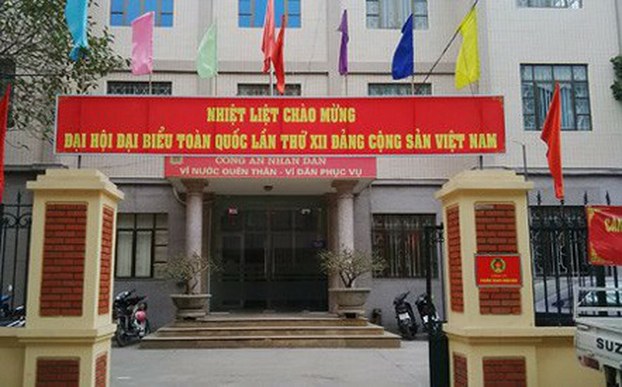 NHIỆT LIỆT CHÀO MỪNG
ĐẠI HỘI ĐẠI BIỂU TOÀN QUỐC LẦN THỨ XII ĐẢNG CỘNG SẢN VIỆT NAM
CÔNG AN NHÂN DÂN
VÌ NƯỚC QUÊN THÂN - VÌ DÂN PHỤC VỤ
SUZ